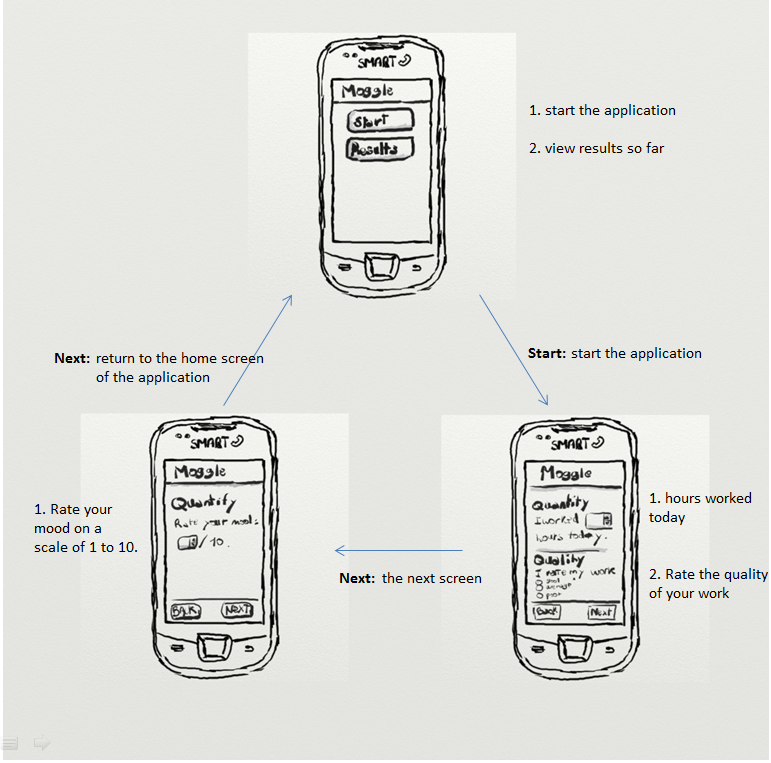 SMART
Moggle
Start
Results
1. start the application
2. view results so far
Next: return to the home screen
of the application
Start: start the application
SMART
Moggle
Quantify
Rate your mood:
/10.
BACK
NEXT
1. Rate your
mood on a
scale of 1 to 10.
Next: the next screen
SMART
Moggle
Quantity
I worked
hours today.
Quality
I rate my work
good
average
poor
Back
Next
1. hours worked
today
2. Rate the quality
of your work